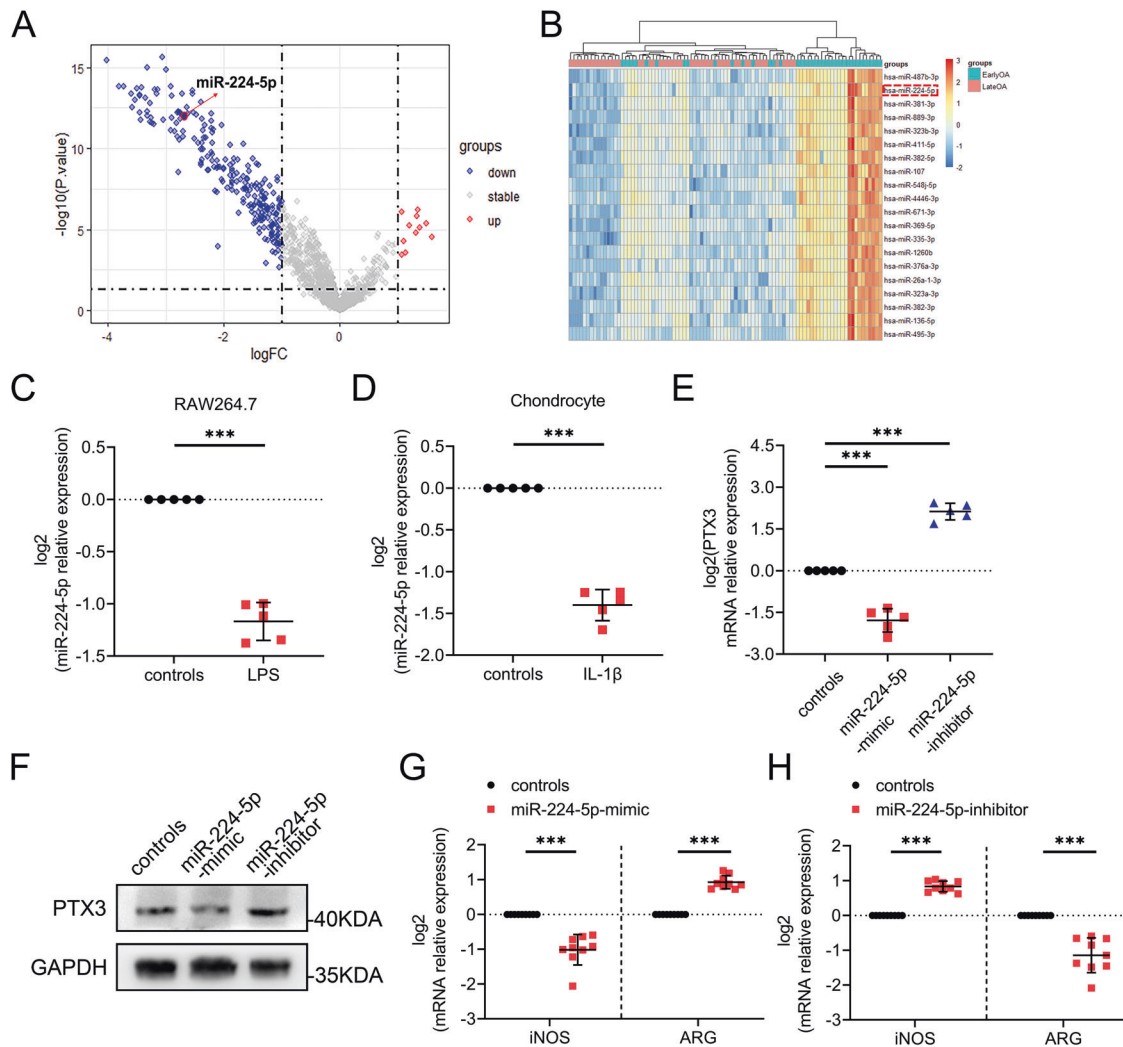 A
miR-224-5p
15
10
5
0
-log10(P.value)
-4
-2
0
logFC
groups
down
stable
up
B
groups
hsa-miR-487b-3p
hsa-miR-224-5p
hsa-miR-381-3p
hsa-miR-889-3p
hsa-miR-323b-3p
hsa-miR-411-5p
hsa-miR-382-5p
hsa-miR-107
hsa-miR-548j-5p
hsa-miR-4446-3p
hsa-miR-671-3p
hsa-miR-369-5p
hsa-miR-335-3p
hsa-miR-1260b
hsa-miR-376a-3p
hsa-miR-26a-1-3p
hsa-miR-323a-3p
hsa-miR-382-3p
hsa-miR-136-5p
hsa-miR-495-3p
3
2
1
0
-1
-2
groups
EarlyOA
LateOA
C
RAW264.7
***
0.5
0.0
-0.5
-1.0
-1.5
log2
(miR-224-5p relative expression)
controls
LPS
D
Chondrocyte
***
0.5
0.0
-0.5
-1.0
-1.5
-2.0
log2
(miR-224-5p relative expression)
controls
IL-1β
E
***
***
4.5
3.0
1.5
0.0
-1.5
-3.0
log2(PTX3
mRNA relative expression)
controls
miR-224-5p
-mimic
miR-224-5p
-inhibitor
F
controls
miR-224-5p
-mimic
miR-224-5p
-inhibitor
PTX3
-40KDA
GAPDH
-35KDA
G
controls
miR-224-5p-mimic
***
***
2
1
0
-1
-2
-3
log2
(mRNA relative expression)
iNOS
ARG
H
controls
miR-224-5p-inhibitor
***
***
2
1
0
-1
-2
-3
log2
(mRNA relative expression)
iNOS
ARG